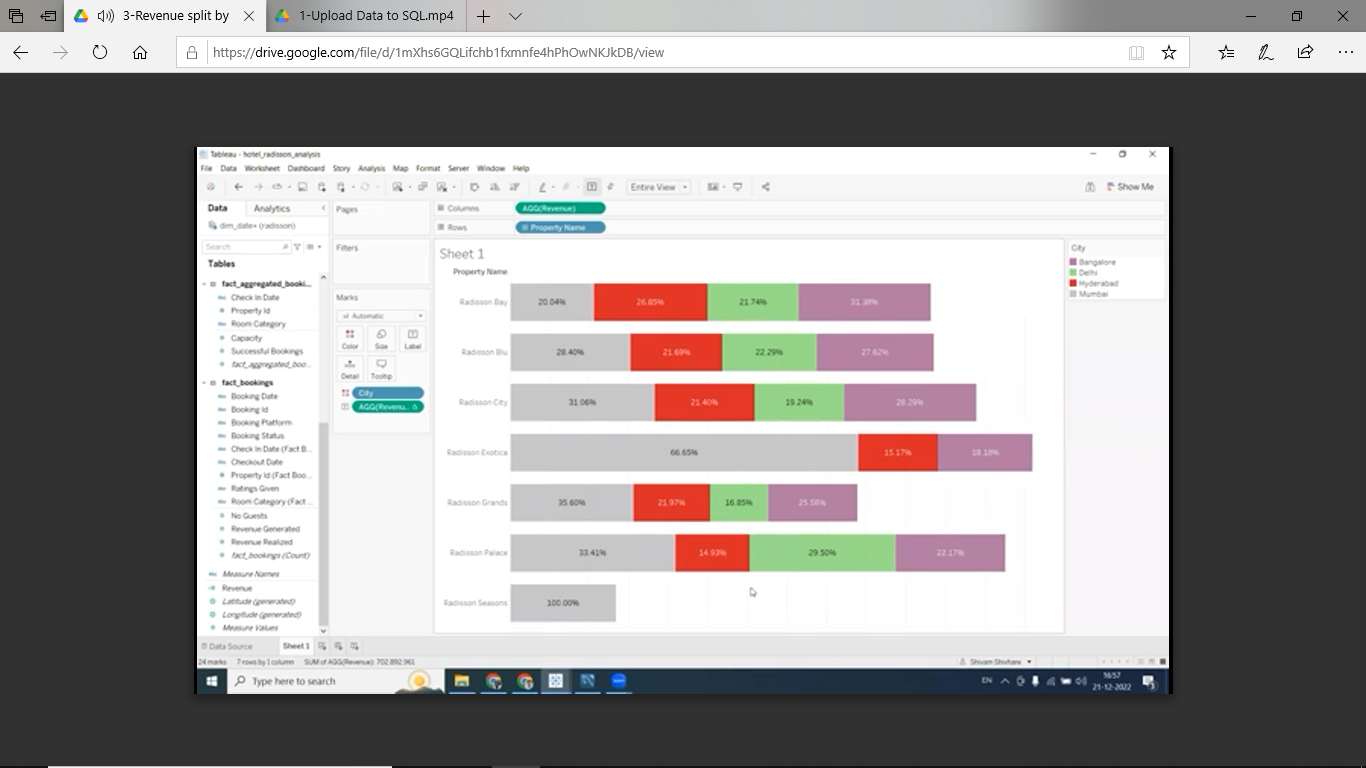 3-Revenue split by
1-Upload Data to SQL.mp4
https://drive.google.com/file/d/1mXhs6GQLifchb1fxmnfe4hPhOwNKJkDB/view
Tableau - hotel_radisson_analysis
File Data Worksheet Dashboard Story Analysis Map Format Server Window Help
Entire View
Show Me
Data Analytics
Pages
Columns AGG(Revenue)
dim_date+ (radisson)
Rows Property Name
Search
Filters
Tables
Sheet 1
City
Bangalore
Delhi
Hyderabad
Mumbai
fact_aggregated_booki...
Check In Date
Property Id
Room Category
Capacity
Successful Bookings
fact_aggregated_boo...
fact_bookings
Booking Date
Booking Id
Booking Platform
Booking Status
Check In Date (Fact B...
Checkout Date
Property Id (Fact Boo...
Ratings Given
Room Category (Fact ...
No Guests
Revenue Generated
Revenue Realized
fact_bookings (Count)
Measure Names
Revenue
Latitude (generated)
Longitude (generated)
Measure Values
Marks
Automatic
Color Size Label
Detail Tooltip
City
AGG(Revenu..
Property Name
Radisson Bay 20.04% 26.85% 21.74% 31.38%
Radisson Blu 28.40% 21.69% 22.29% 27.62%
Radisson City 31.06% 21.40% 19.24% 28.29%
Radisson Exotica 66.65% 15.17% 18.18%
Radisson Grands 35.60% 21.97% 16.85% 25.58%
Radisson Palace 33.41% 14.93% 29.50% 22.17%
Radisson Seasons 100.00%
Data Source Sheet 1
24 marks 7 rows by 1 column SUM of AGG(Revenue): 702,892,961
Shivam Shivhare
Type here to search
EN
16:57
21-12-2022